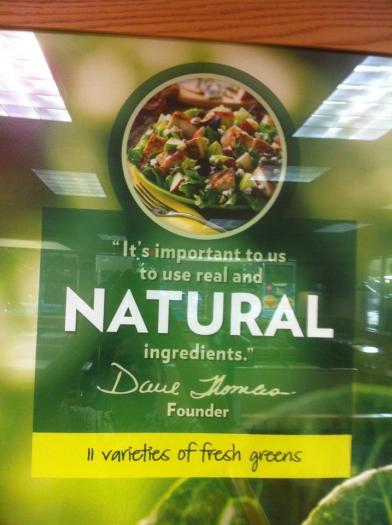 “It's important to us
to use real and
NATURAL
ingredients.”
Dave Thomas
Founder
11 varieties of fresh greens